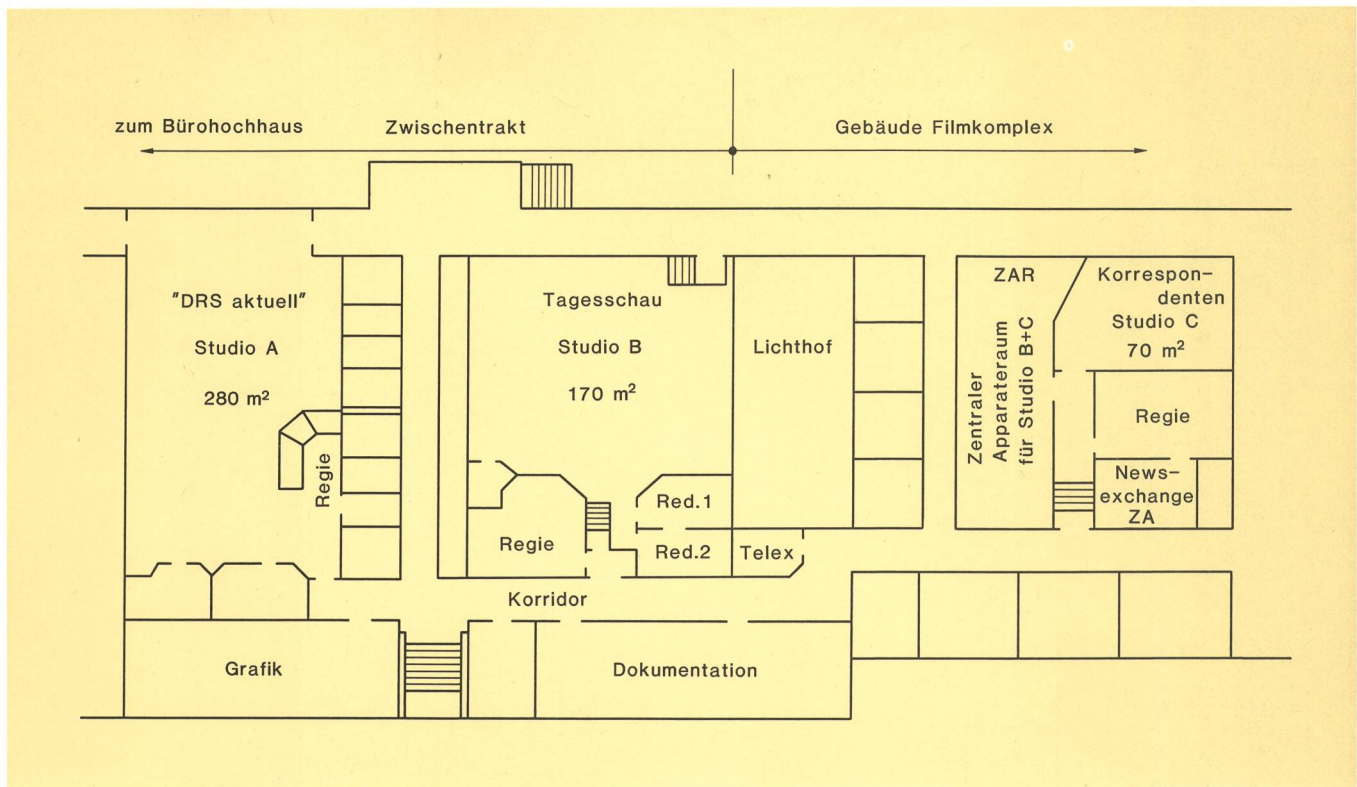 zum Bürohochhaus
Zwischentrakt
Gebäude Filmkomplex
"DRS aktuell"
Studio A
280 m²
Regie
Tagesschau
Studio B
170 m²
Regie
Red.1
Red.2
Lichthof
Telex
ZAR
Zentraler
Apparateraum
für Studio B+C
Korrespon-
denten
Studio C
70 m²
Regie
News-
exchange
ZA
Korridor
Grafik
Dokumentation